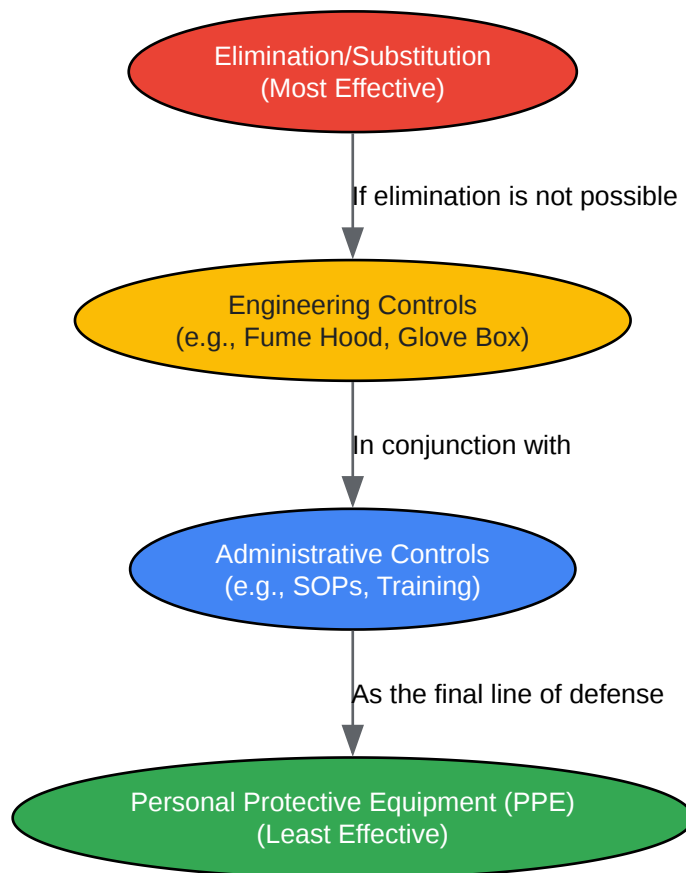 Elimination/Substitution
(Most Effective)
If elimination is not possible
Engineering Controls
(e.g., Fume Hood, Glove Box)
In conjunction with
Administrative Controls
(e.g., SOPs, Training)
As the final line of defense
Personal Protective Equipment (PPE)
(Least Effective)